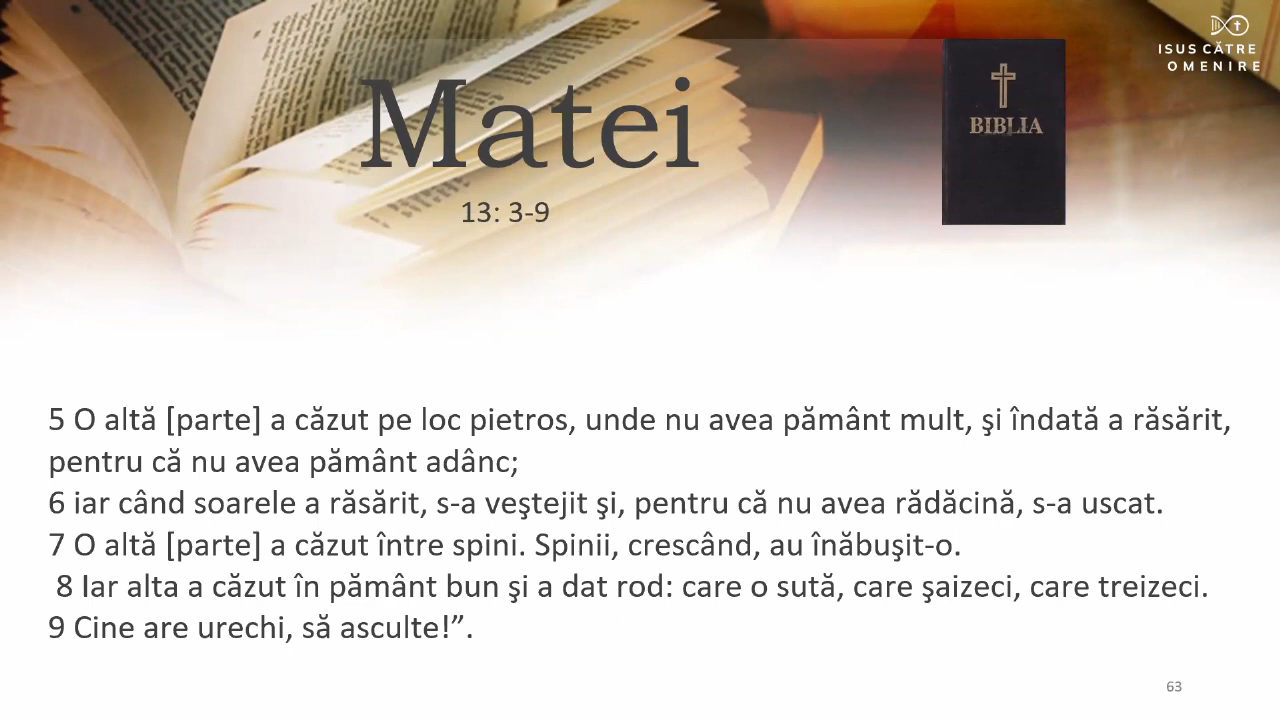 ISUS CĂTRE
OMENIRE
Matei
BIBLIA
13: 3-9
5 O altă [parte] a căzut pe loc pietros, unde nu avea pământ mult, şi îndată a răsărit,
pentru că nu avea pământ adânc;
6 iar când soarele a răsărit, s-a veştejit şi, pentru că nu avea rădăcină, s-a uscat.
7 O altă [parte] a căzut între spini. Spinii, crescând, au înăbuşit-o.
8 Iar alta a căzut în pământ bun şi a dat rod: care o sută, care şaizeci, care treizeci.
9 Cine are urechi, să asculte!”.
63